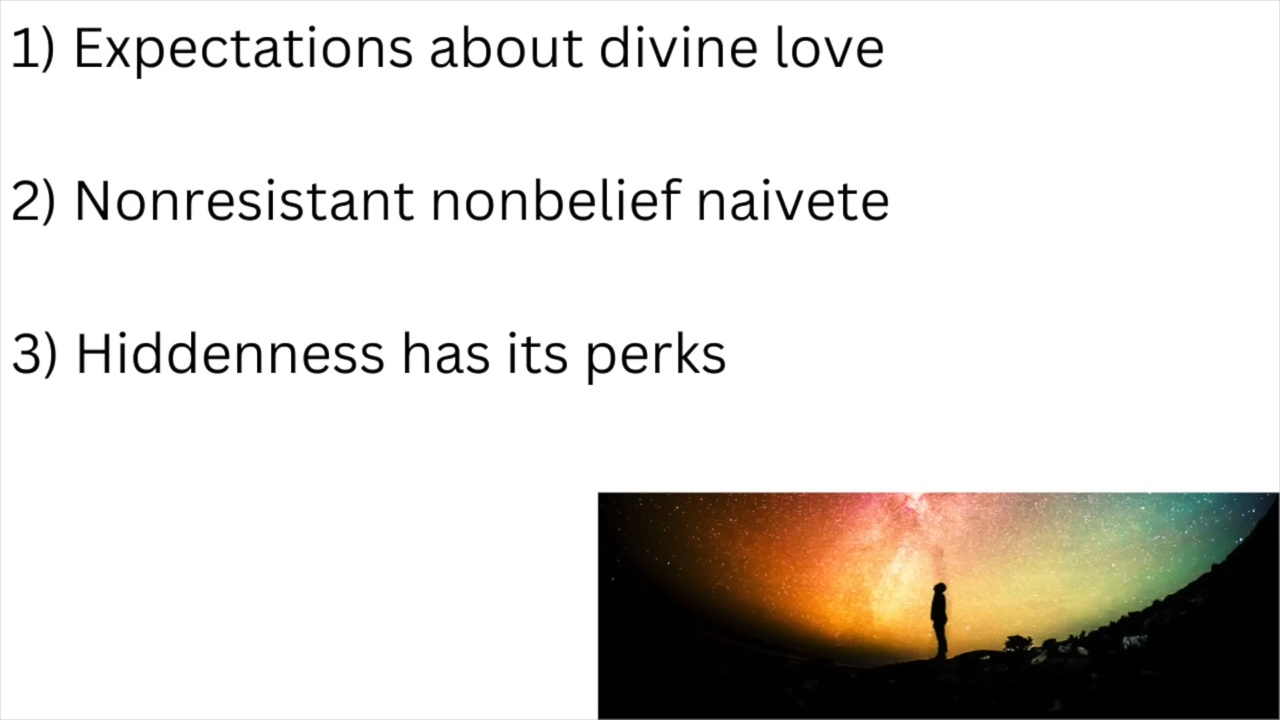 1) Expectations about divine love
2) Nonresistant nonbelief naivete
3) Hiddenness has its perks